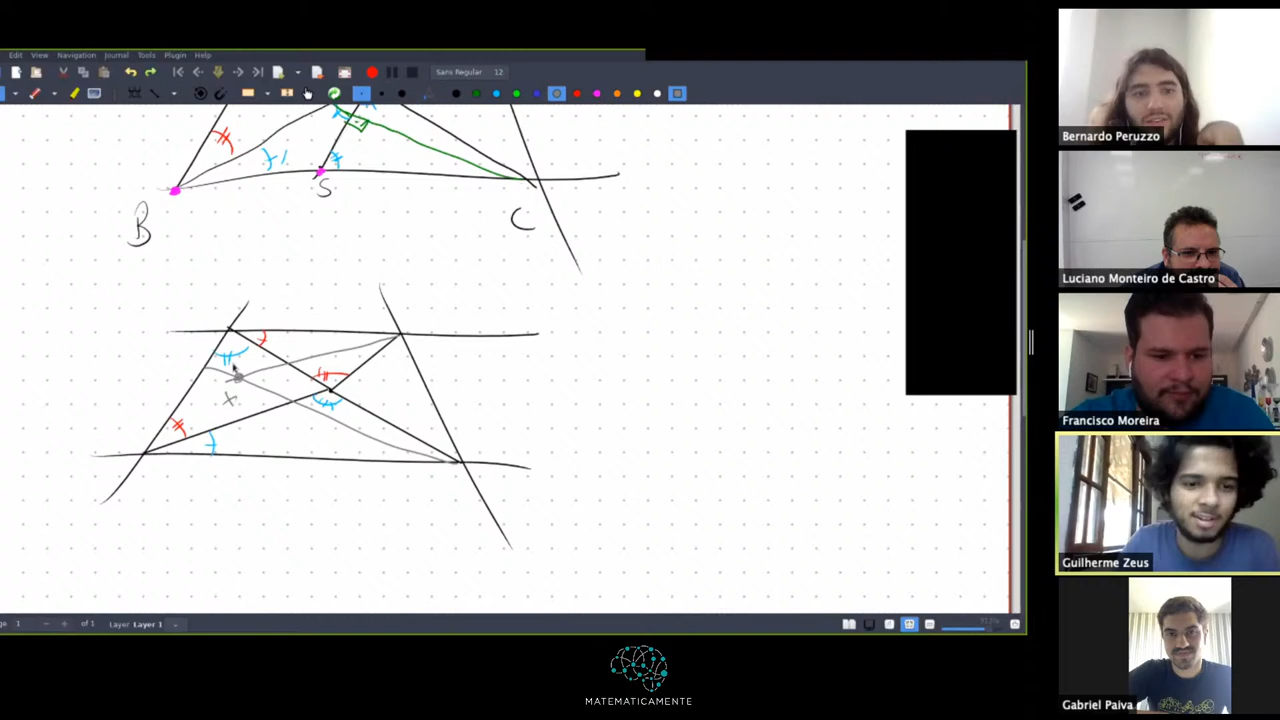 Edit View Navigation Journal Tools Plugin Help
Sans Regular 12
B
S
C
X
page 1 of 1 Layer Layer 1
MATEMATICAMENTE
Bernardo Peruzzo
Luciano Monteiro de Castro
Francisco Moreira
Guilherme Zeus
Gabriel Paiva